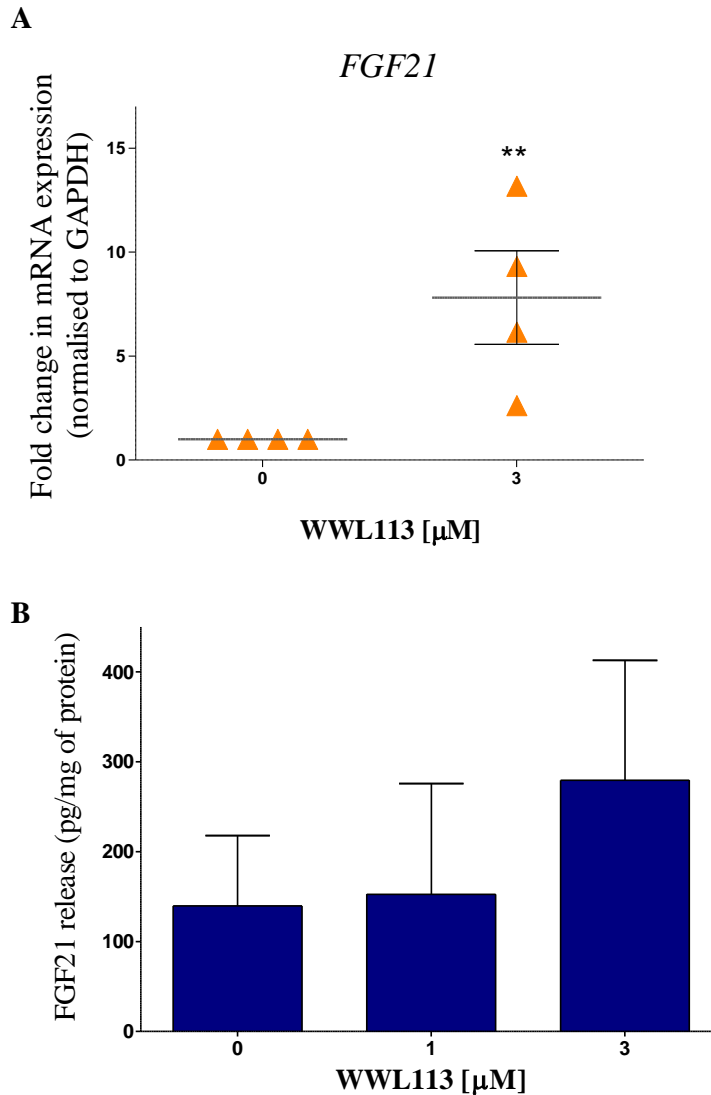 A
FGF21
Fold change in mRNA expression
(normalised to GAPDH)
15
10
5
0
**
0 3
WWL113 [μM]
B
FGF21 release (pg/mg of protein)
400
300
200
100
0
0 1 3
WWL113 [μM]